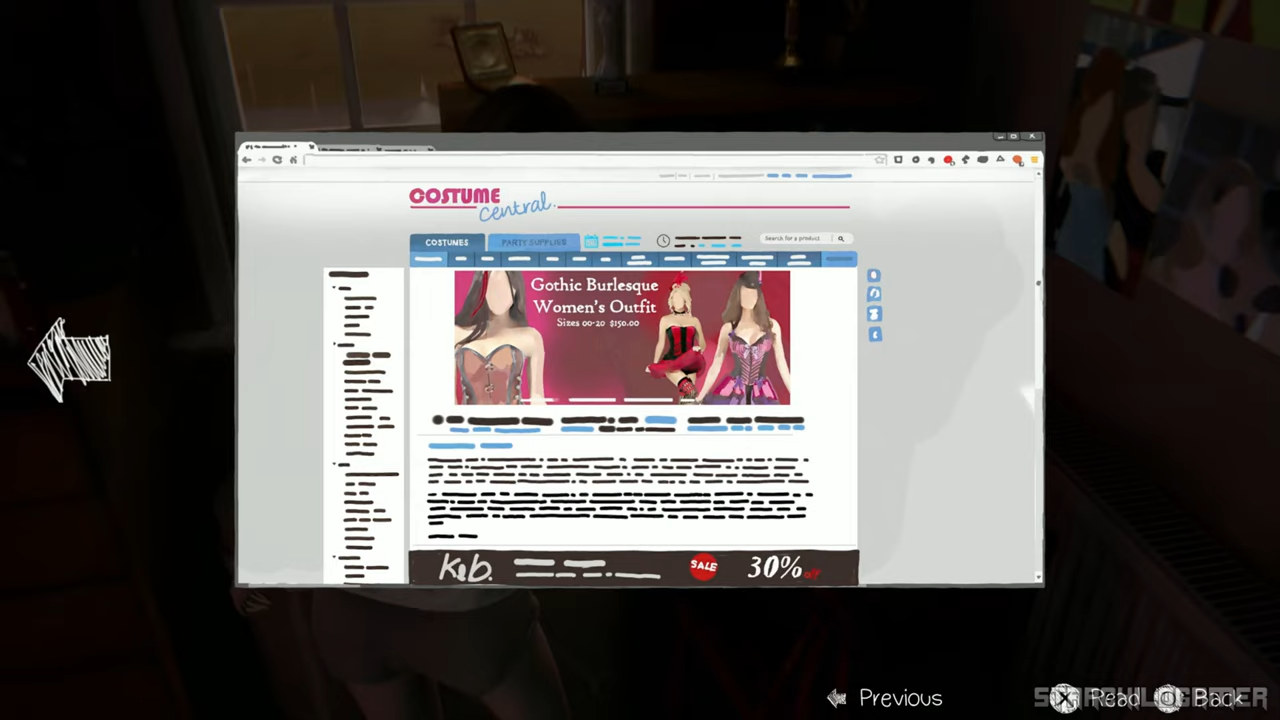 COSTUME
central.
COSTUMES
PARTY SUPPLIES
Search for a product
Gothic Burlesque
Women's Outfit
Sizes 00-20 $150.00
K&b.
SALE
30% off
Previous
Read
Back